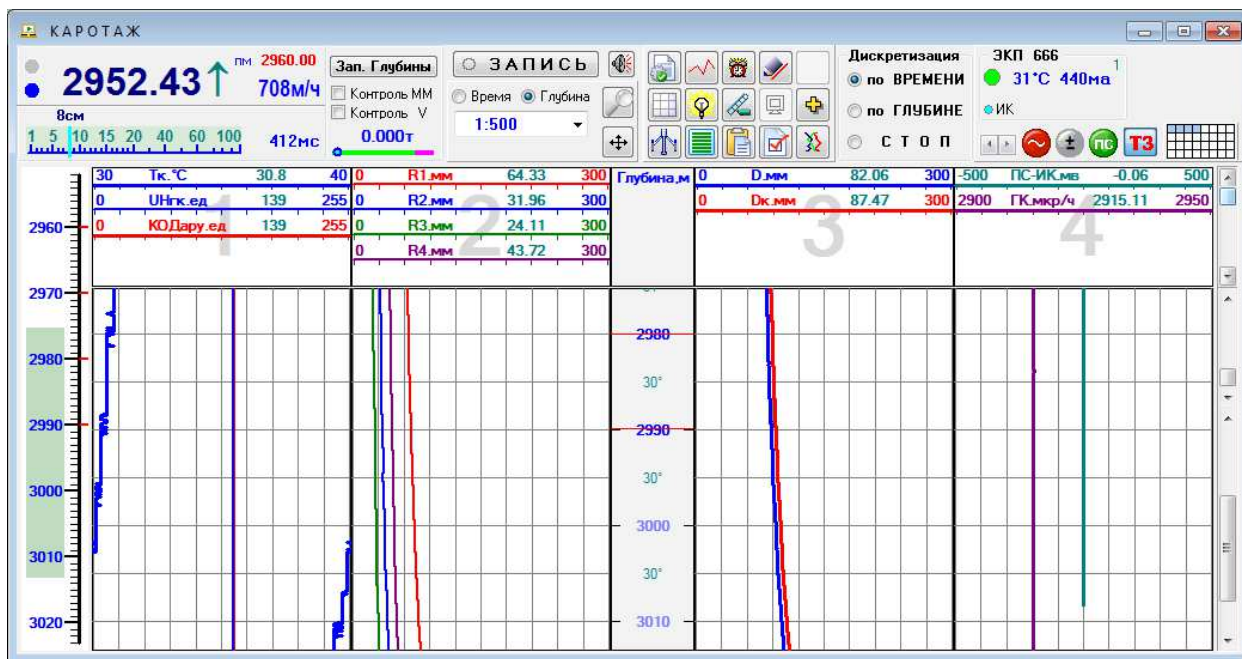 КАРОТАЖ
2952.43 ↑ ПМ 2960.00
708м/ч
8см
1 5 10 15 20 40 60 100
412мс
Зап. Глубины
Контроль ММ
Контроль V
0.000т
ЗАПИСЬ
Время Глубина
1:500
Дискретизация
по ВРЕМЕНИ
по ГЛУБИНЕ
СТОП
ЭКП 666
1
31°C 440ма
ИК
± ПС ТЗ
30 Тк.°C 30.8 40
0 UНгк.ед 139 255
0 КОДару.ед 139 255
1
0 R1.мм 64.33 300
0 R2.мм 31.96 300
0 R3.мм 24.11 300
0 R4.мм 43.72 300
2
Глубина,м
0 D.мм 82.06 300
0 Dк.мм 87.47 300
3
-500 ПС-ИК.мв -0.06 500
2900 ГК.мкр/ч 2915.11 2950
4
2960
2970
2980
2990
3000
3010
3020
2980
30°
2990
30°
3000
30°
3010